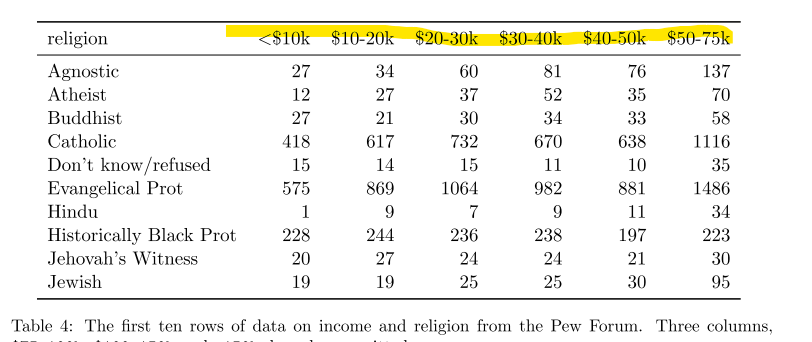 religion <$10k $10-20k $20-30k $30-40k $40-50k $50-75k
Agnostic 27 34 60 81 76 137
Atheist 12 27 37 52 35 70
Buddhist 27 21 30 34 33 58
Catholic 418 617 732 670 638 1116
Don't know/refused 15 14 15 11 10 35
Evangelical Prot 575 869 1064 982 881 1486
Hindu 1 9 7 9 11 34
Historically Black Prot 228 244 236 238 197 223
Jehovah's Witness 20 27 24 24 21 30
Jewish 19 19 25 25 30 95
Table 4: The first ten rows of data on income and religion from the Pew Forum. Three columns,